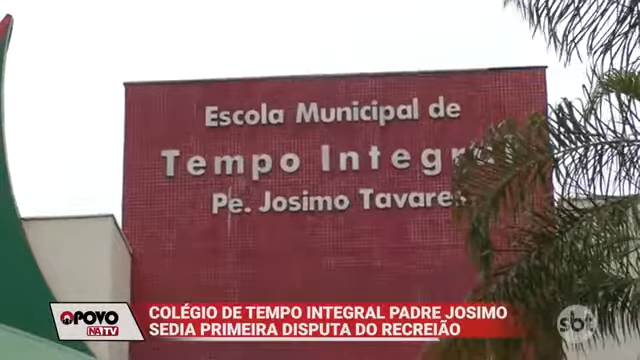 Escola Municipal de
Tempo Integr
Pe. Josimo Tavares
O POVO
NA TV
COLÉGIO DE TEMPO INTEGRAL PADRE JOSIMO
SEDIA PRIMEIRA DISPUTA DO RECREIÃO
sbt